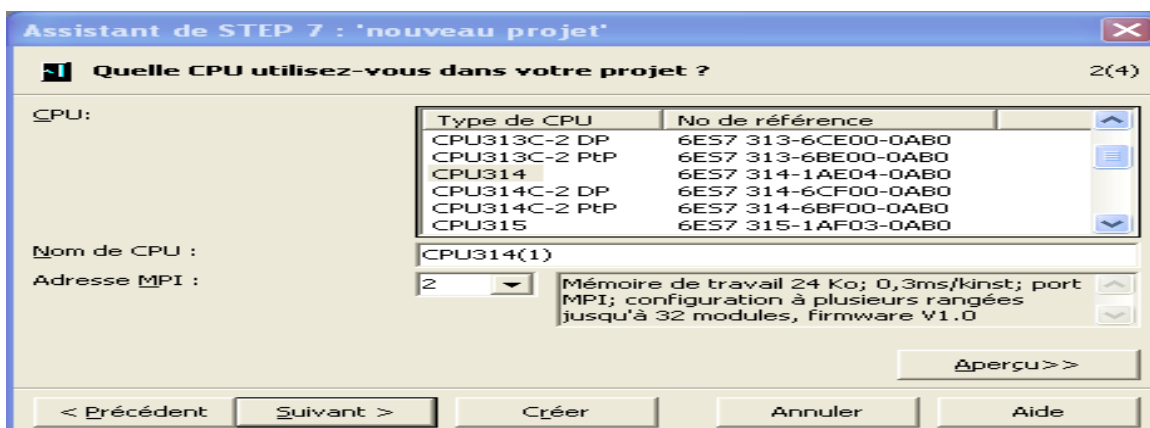 Assistant de STEP 7 : 'nouveau projet'
Quelle CPU utilisez-vous dans votre projet ? 2(4)
CPU:
Type de CPU No de référence
CPU313C-2 DP 6ES7 313-6CE00-0AB0
CPU313C-2 PtP 6ES7 313-6BE00-0AB0
CPU314 6ES7 314-1AE04-0AB0
CPU314C-2 DP 6ES7 314-6CF00-0AB0
CPU314C-2 PtP 6ES7 314-6BF00-0AB0
CPU315 6ES7 315-1AF03-0AB0
Nom de CPU : CPU314(1)
Adresse MPI : 2
Mémoire de travail 24 Ko; 0,3ms/kinst; port
MPI; configuration à plusieurs rangées
jusqu'à 32 modules, firmware V1.0
Aperçu>>
< Précédent Suivant > Créer Annuler Aide